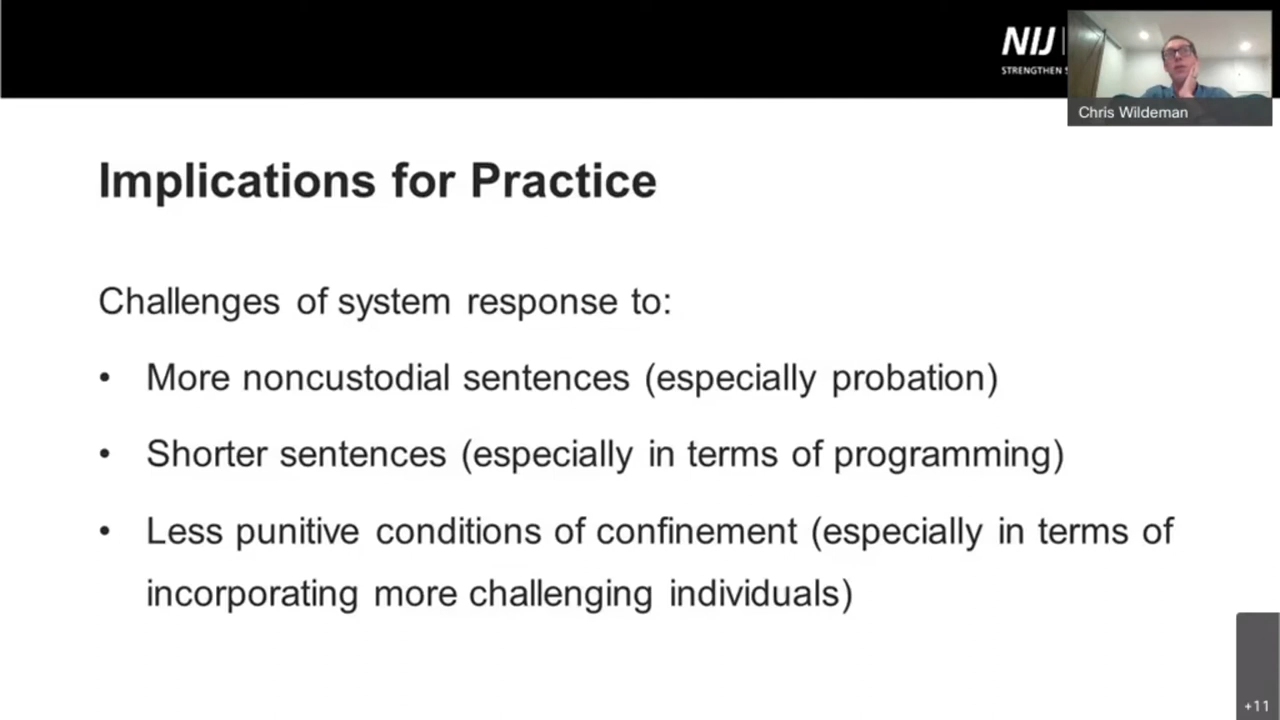 NIJ
STRENGTHEN
Chris Wildeman
Implications for Practice
Challenges of system response to:
• More noncustodial sentences (especially probation)
• Shorter sentences (especially in terms of programming)
• Less punitive conditions of confinement (especially in terms of
incorporating more challenging individuals)
+11